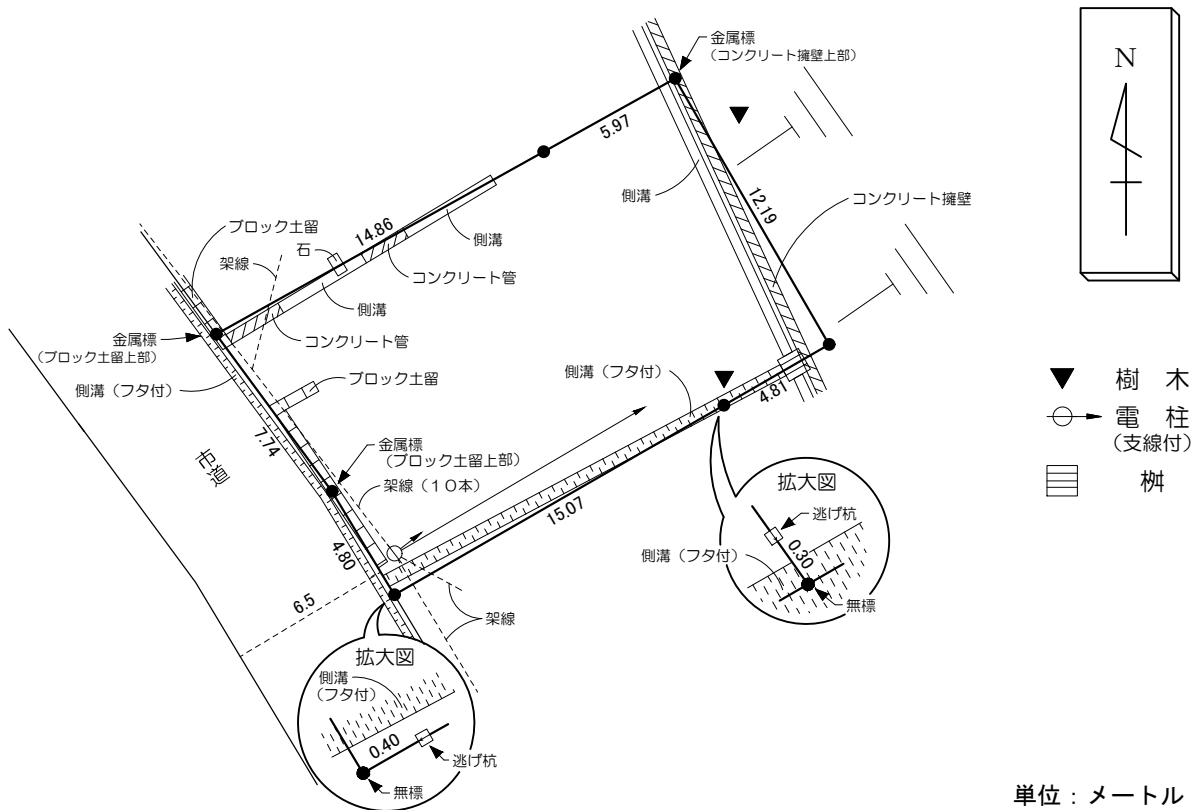 金属標
(コンクリート擁壁上部)
N
5.97
側溝
12.19
コンクリート擁壁
ブロック土留
架線
石
14.86
側溝
コンクリート管
側溝
コンクリート管
金属標
(ブロック土留上部)
側溝(フタ付)
ブロック土留
側溝(フタ付)
4.81
樹 木
電 柱
(支線付)
桝
7.74
市道
金属標
(ブロック土留上部)
架線(10本)
15.07
4.80
6.5
架線
拡大図
逃げ杭
0.30
側溝(フタ付)
無標
拡大図
側溝
(フタ付)
0.40
逃げ杭
無標
単位:メートル